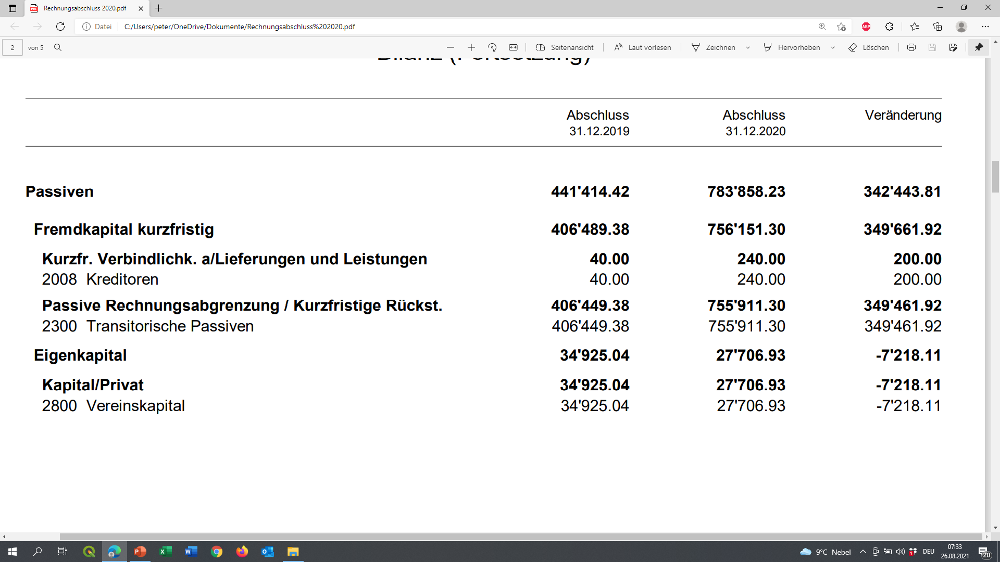 Rechnungsabschluss 2020.pdf
Datei C:/Users/peter/OneDrive/Dokumente/Rechnungsabschluss%202020.pdf
ABP
2 von 5 Seitenansicht Laut vorlesen Zeichnen Hervorheben Löschen
Bilanz (Fortsetzung)
Abschluss Abschluss Veränderung
31.12.2019 31.12.2020
Passiven 441'414.42 783'858.23 342'443.81
Fremdkapital kurzfristig 406'489.38 756'151.30 349'661.92
Kurzfr. Verbindlichk. a/Lieferungen und Leistungen 40.00 240.00 200.00
2008 Kreditoren 40.00 240.00 200.00
Passive Rechnungsabgrenzung / Kurzfristige Rückst. 406'449.38 755'911.30 349'461.92
2300 Transitorische Passiven 406'449.38 755'911.30 349'461.92
Eigenkapital 34'925.04 27'706.93 -7'218.11
Kapital/Privat 34'925.04 27'706.93 -7'218.11
2800 Vereinskapital 34'925.04 27'706.93 -7'218.11
9°C Nebel DEU 07:33
26.08.2021 20